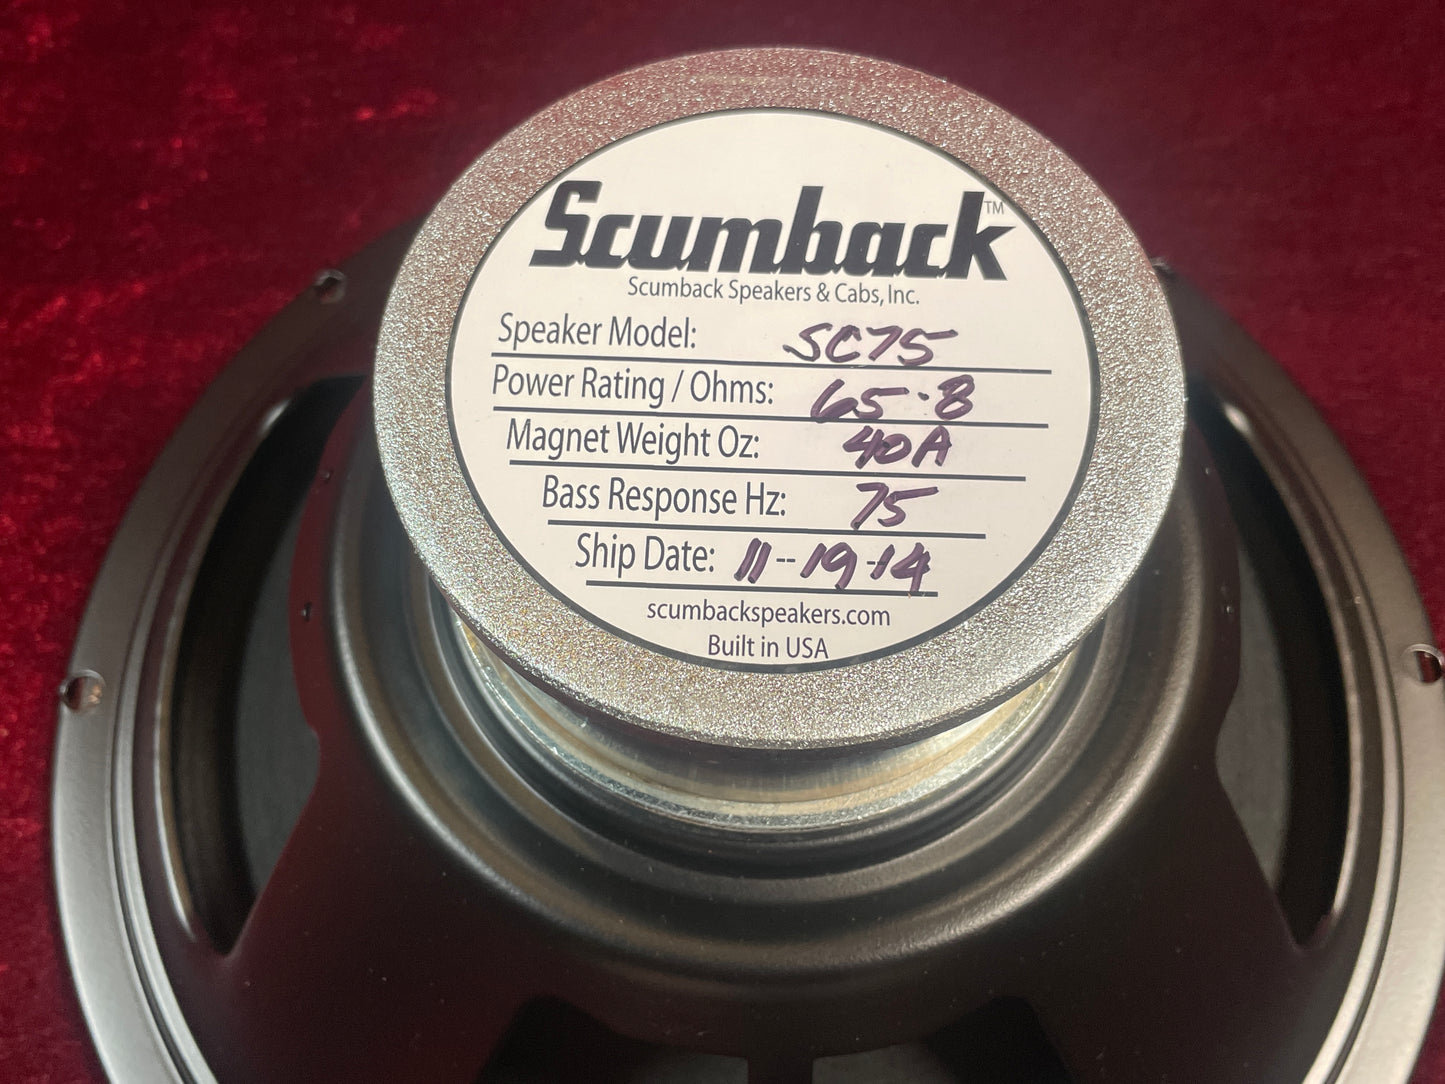 Scumback™
Scumback Speakers & Cabs, Inc.
Speaker Model: SC75
Power Rating / Ohms: 65·8
Magnet Weight Oz: 40A
Bass Response Hz: 75
Ship Date: 11-19-14
scumbackspeakers.com
Built in USA